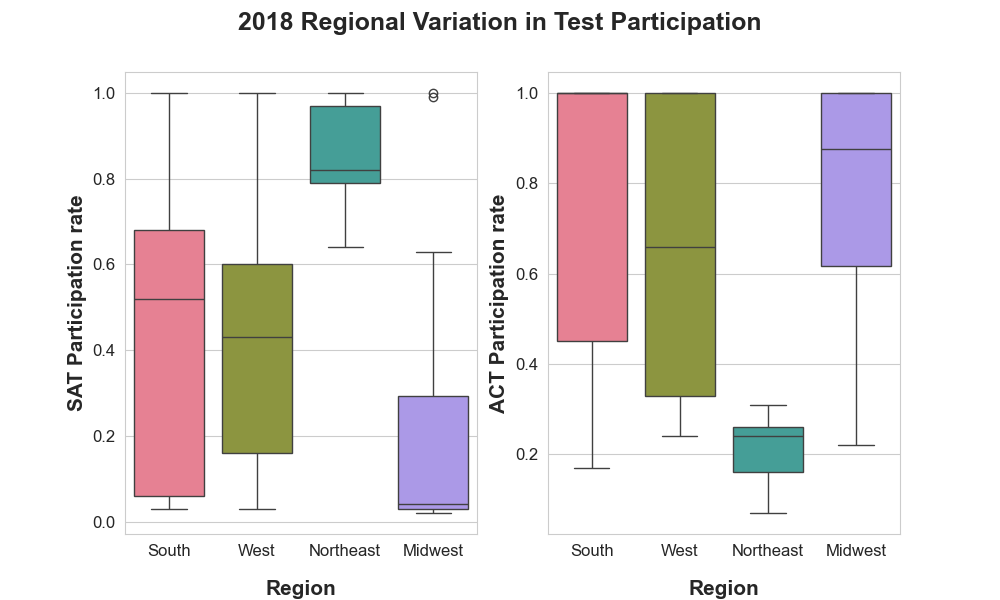 2018 Regional Variation in Test Participation
SAT Participation rate
1.0
0.8
0.6
0.4
0.2
0.0
South West Northeast Midwest
Region
ACT Participation rate
1.0
0.8
0.6
0.4
0.2
South West Northeast Midwest
Region